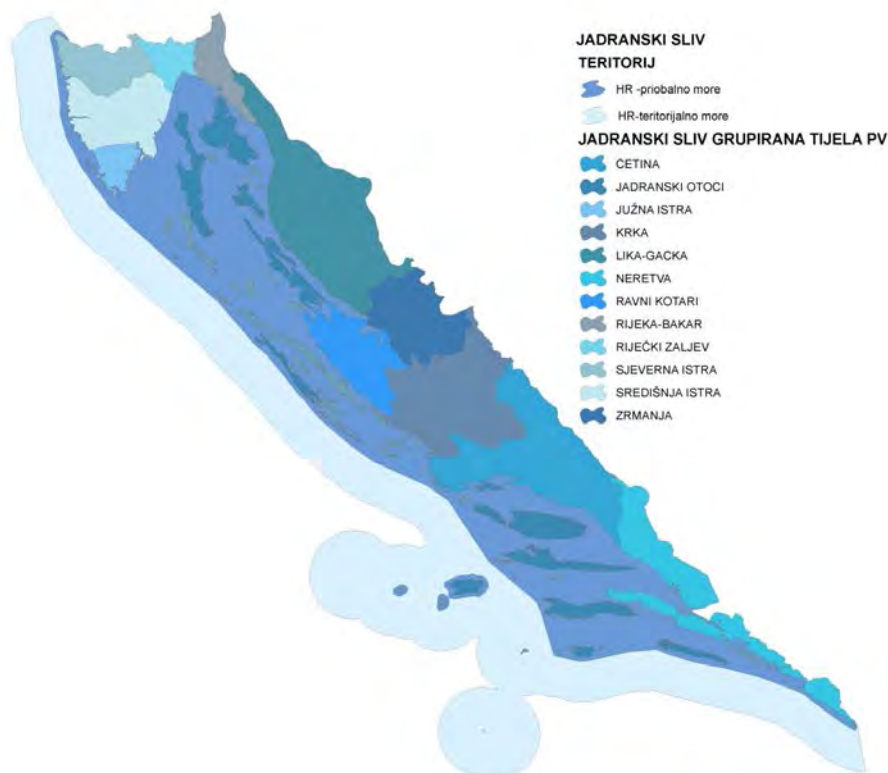 JADRANSKI SLIV
TERITORIJ
HR -priobalno more
HR-teritorijalno more
JADRANSKI SLIV GRUPIRANA TIJELA PV
CETINA
JADRANSKI OTOCI
JUŽNA ISTRA
KRKA
LIKA-GACKA
NERETVA
RAVNI KOTARI
RIJEKA-BAKAR
RIJEČKI ZALJEV
SJEVERNA ISTRA
SREDIŠNJA ISTRA
ZRMANJA